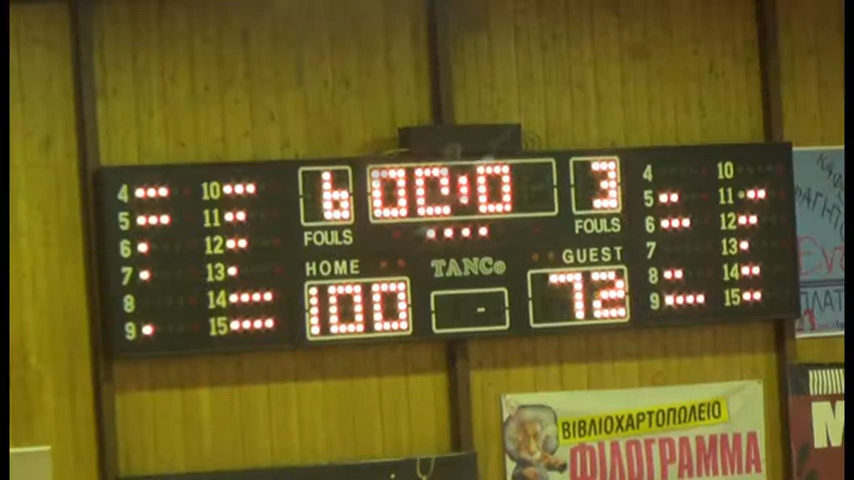 4 10 6 00:0 3 4 10
5 11 5 11
6 12 FOULS FOULS 6 12
7 13 HOME TANCO GUEST 7 13
8 14 100 - 72 8 14
9 15 9 15
ΒΙΒΛΙΟΧΑΡΤΟΠΩΛΕΙΟ
ΦΙΛΟΓΡΑΜΜΑ
M